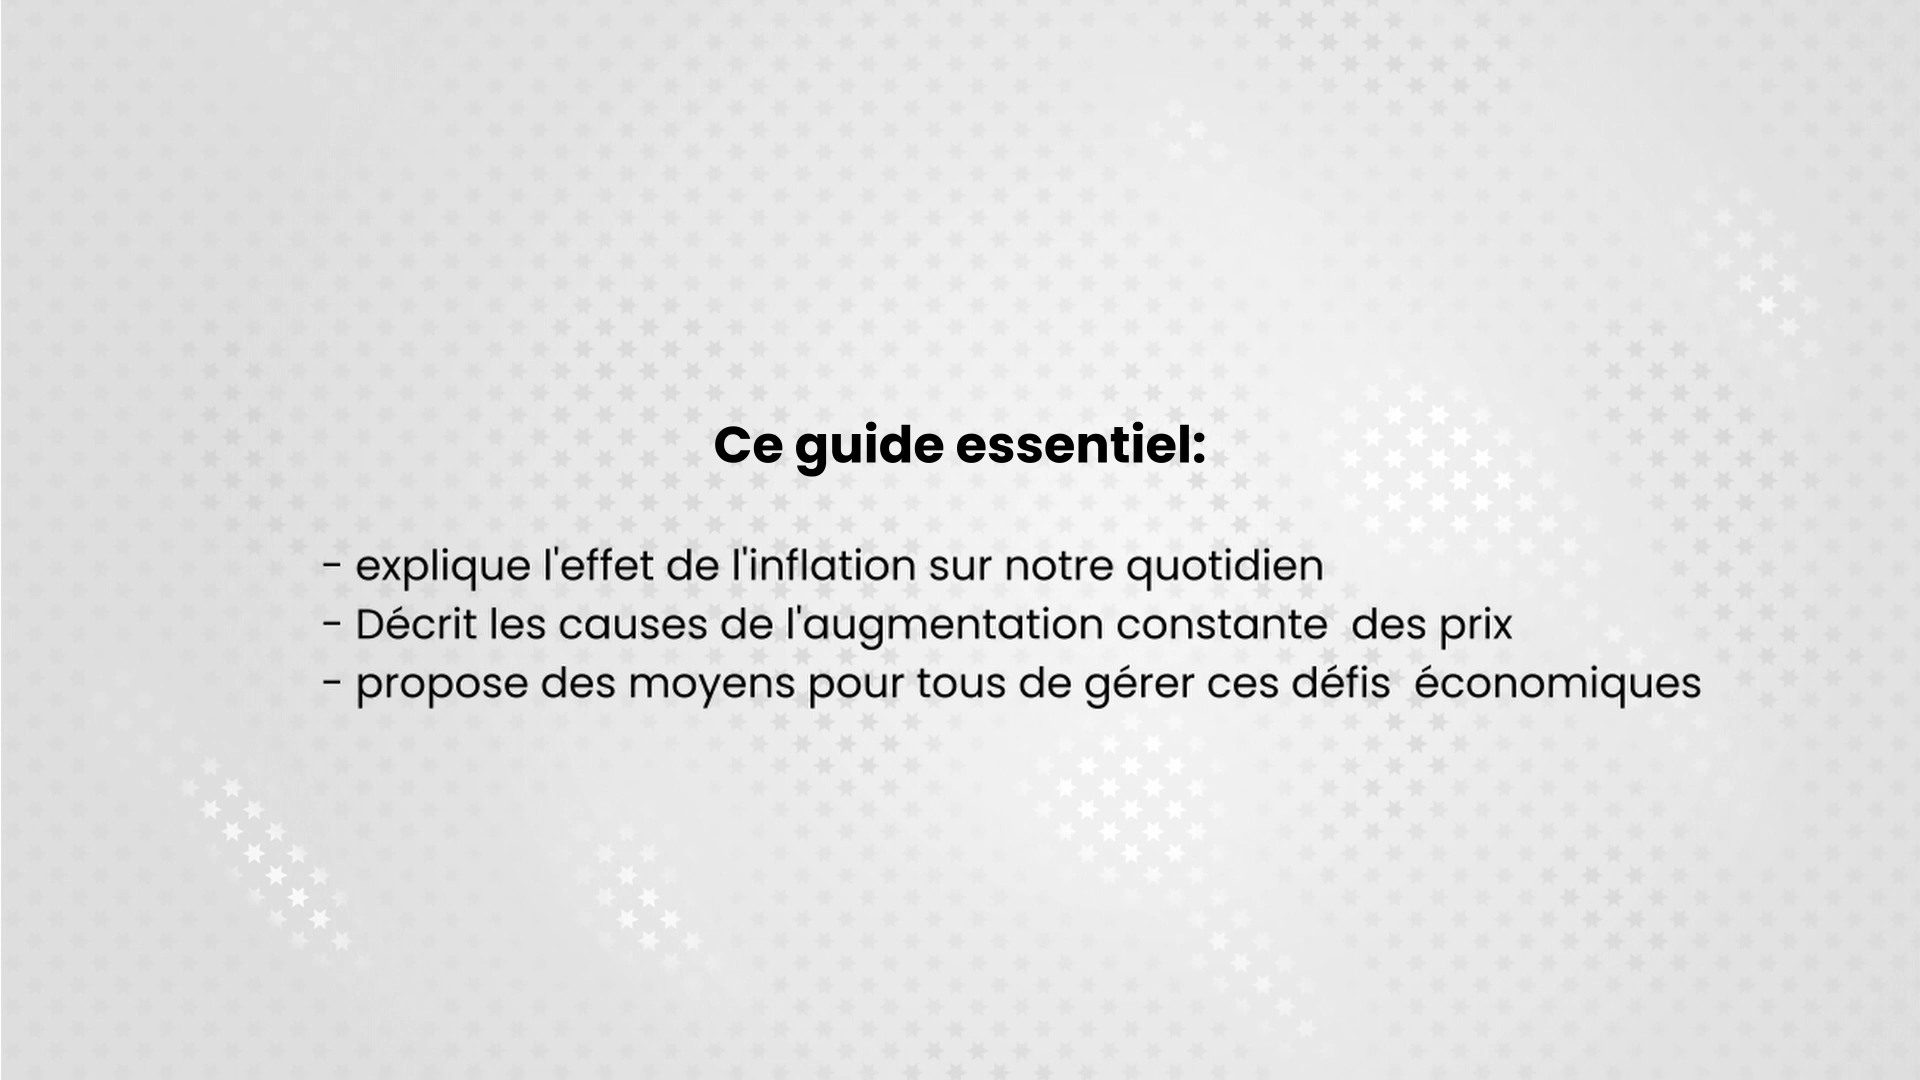 Ce guide essentiel:
- explique l'effet de l'inflation sur notre quotidien
- Décrit les causes de l'augmentation constante  des prix
- propose des moyens pour tous de gérer ces défis  économiques